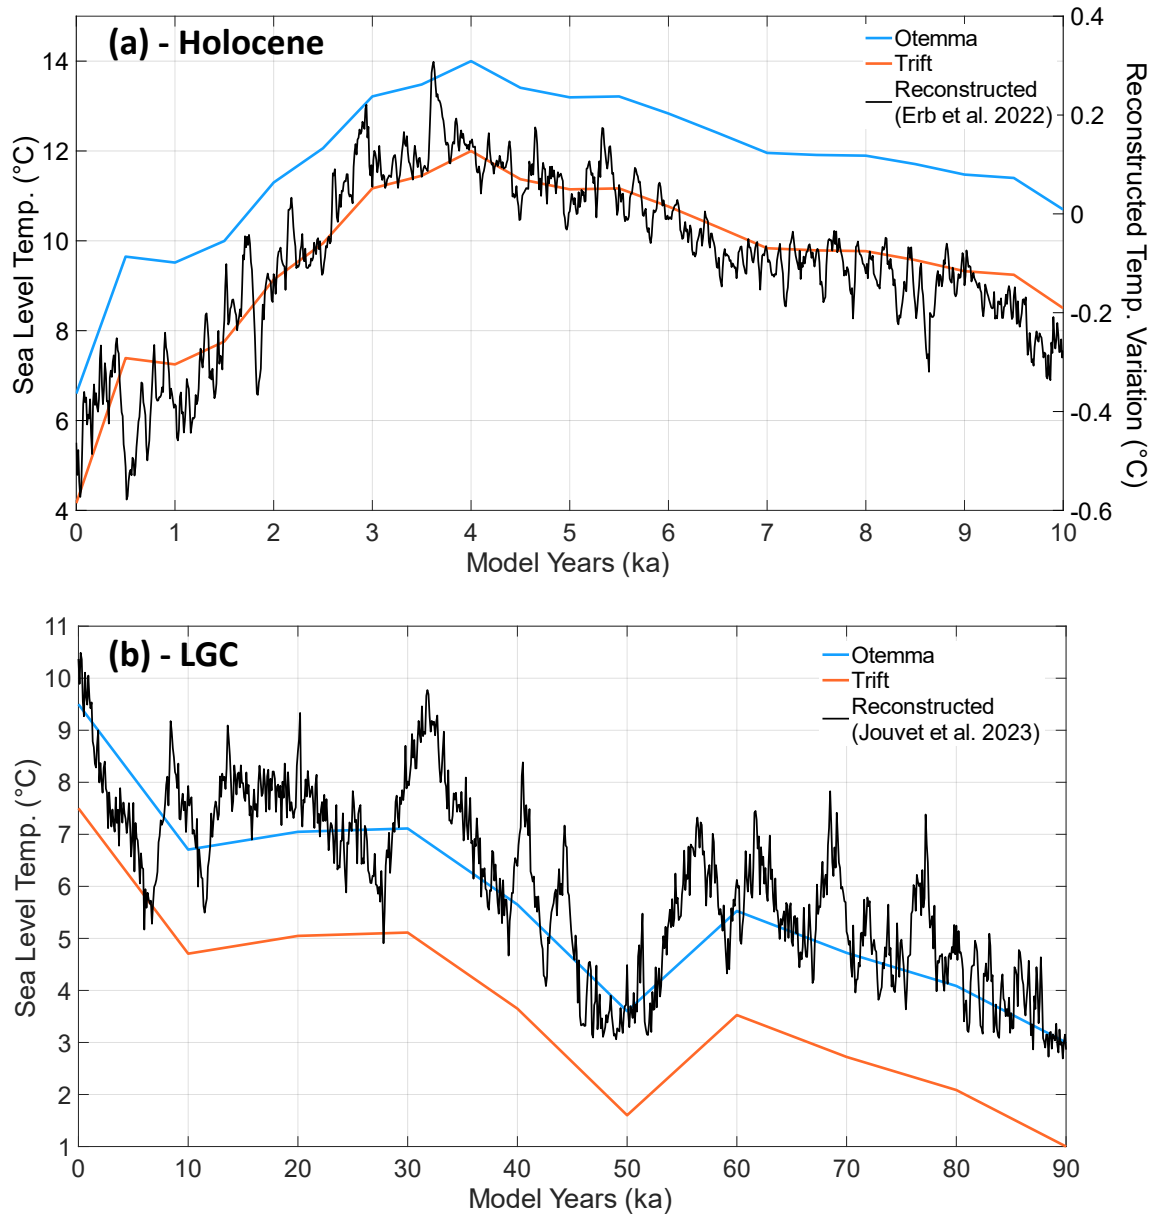 (a) - Holocene
Otemma
Trift
Reconstructed
(Erb et al. 2022)
Sea Level Temp. (°C)
14
12
10
8
6
4
0.4
0.2
0
-0.2
-0.4
-0.6
Reconstructed Temp. Variation (°C)
0 1 2 3 4 5 6 7 8 9 10
Model Years (ka)
(b) - LGC
Otemma
Trift
Reconstructed
(Jouvet et al. 2023)
Sea Level Temp. (°C)
11
10
9
8
7
6
5
4
3
2
1
0 10 20 30 40 50 60 70 80 90
Model Years (ka)